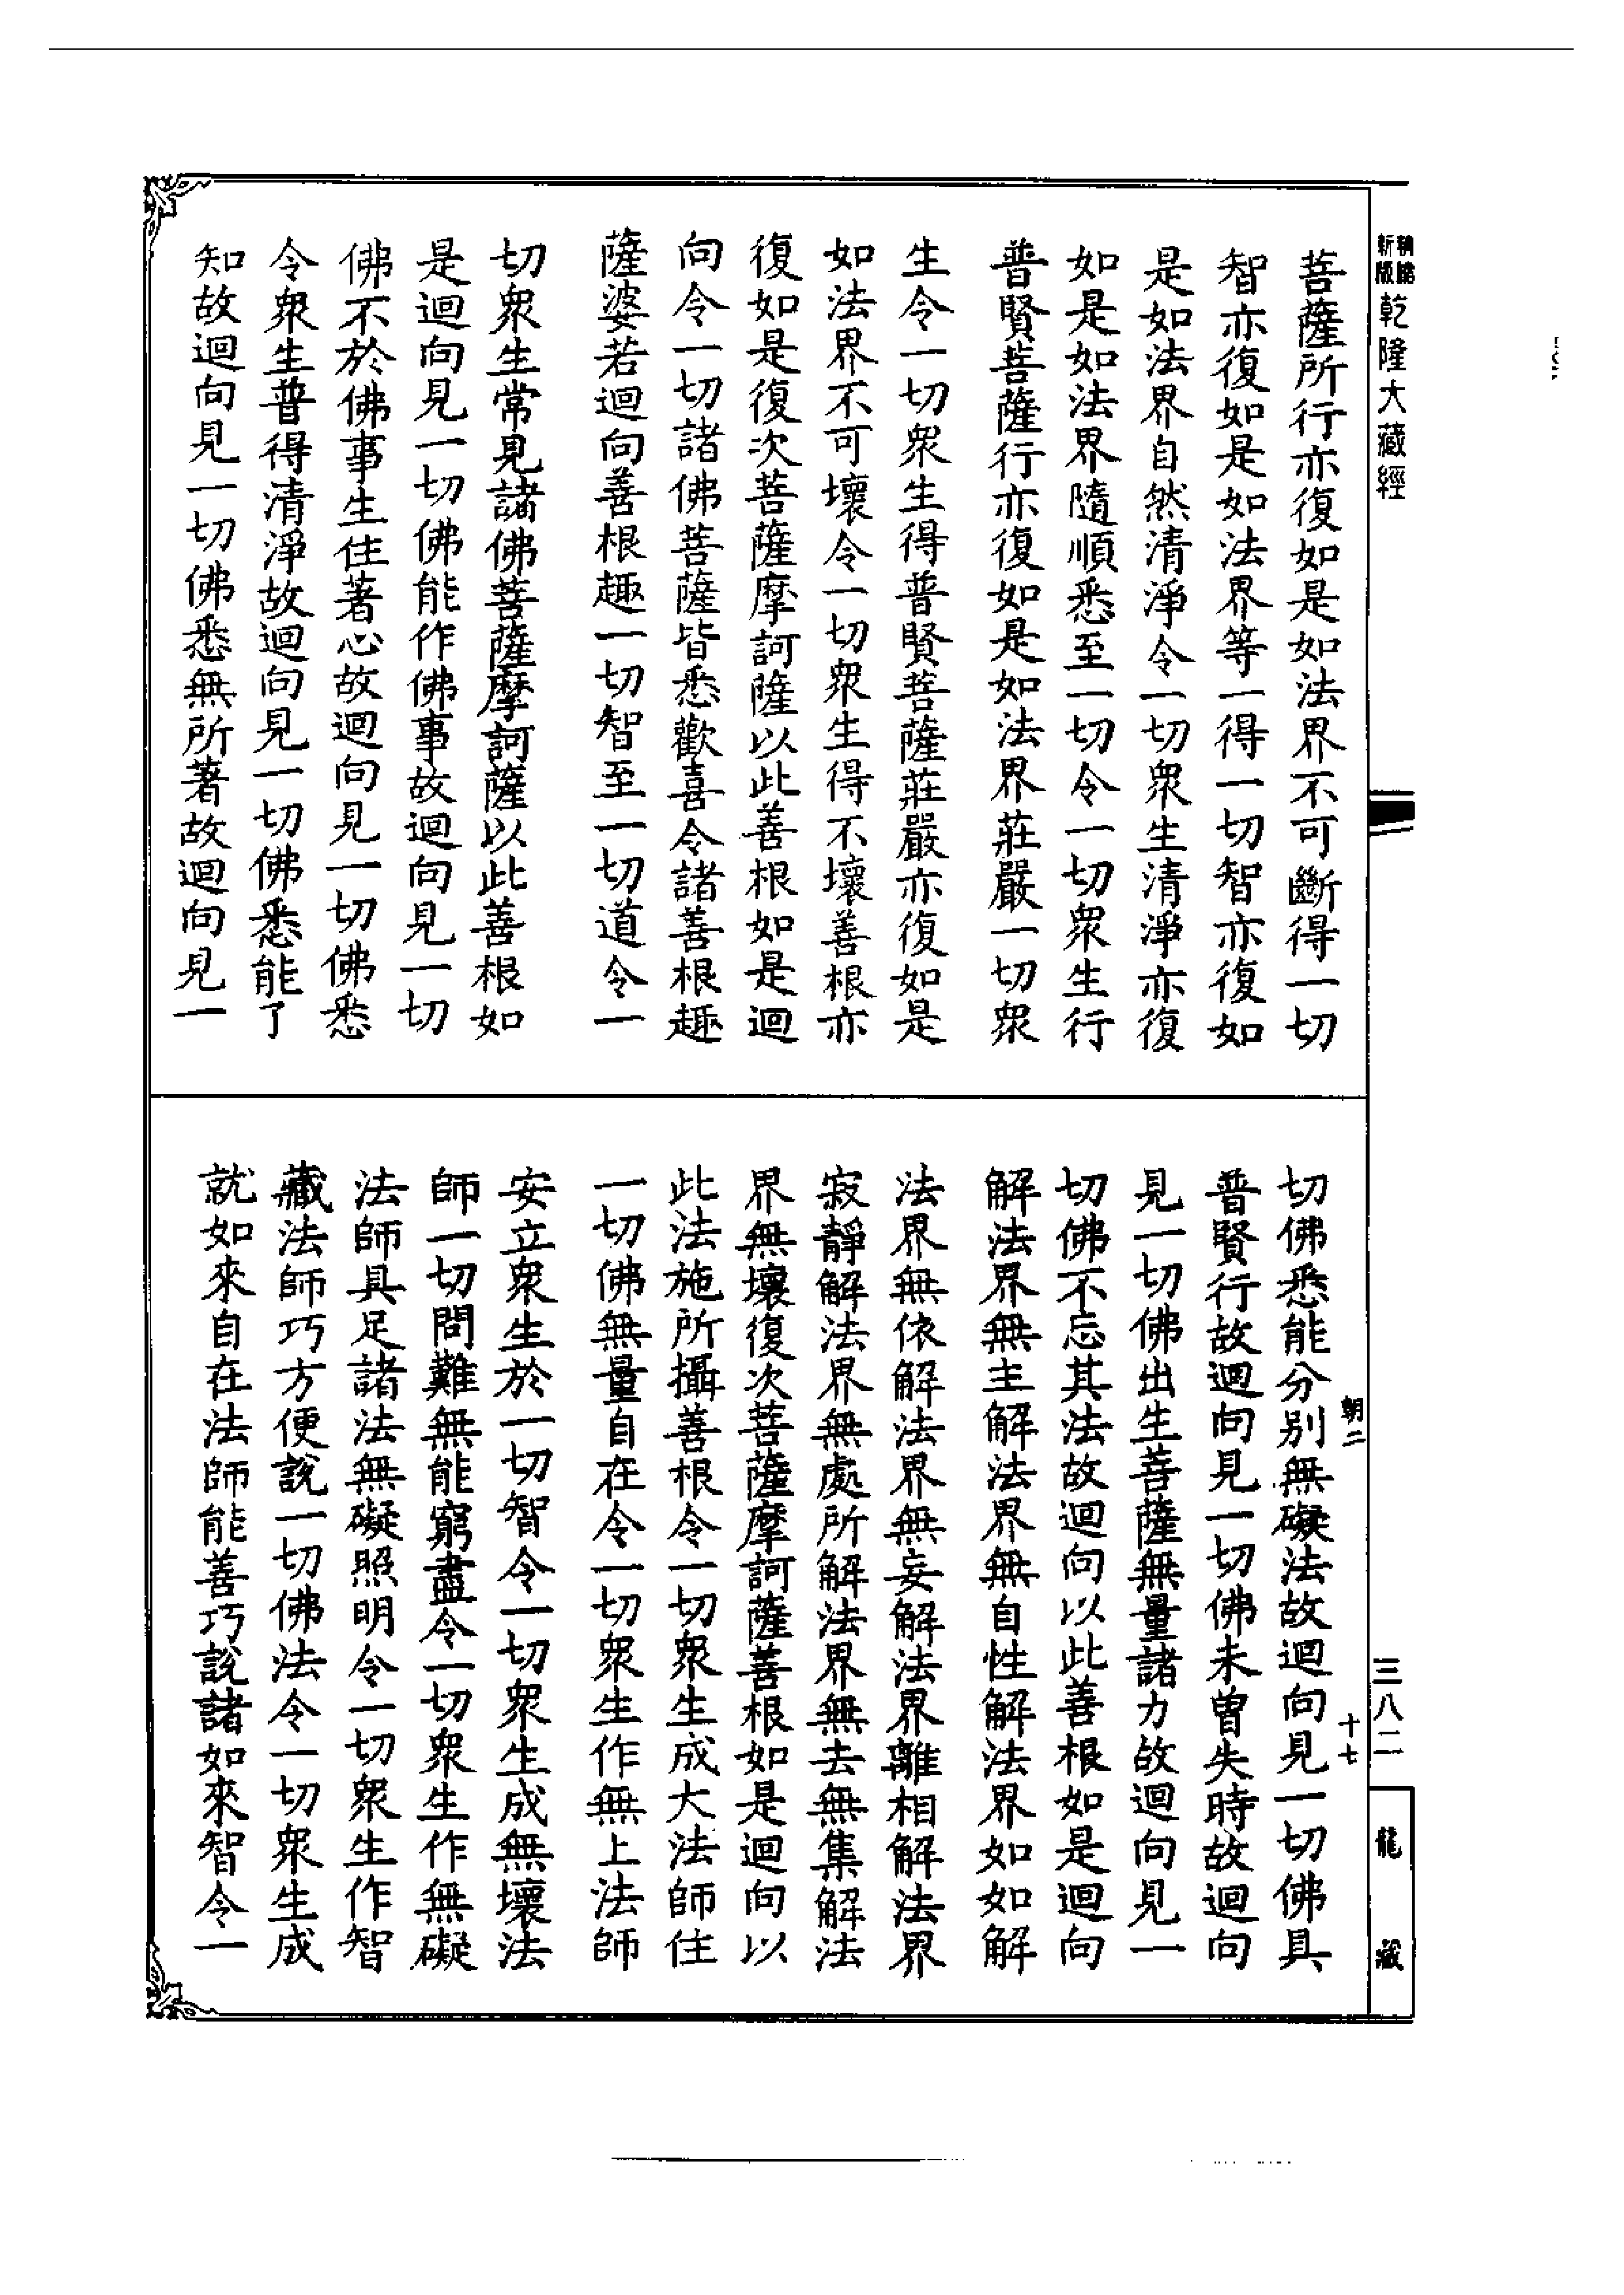 新版乾隆大藏經
菩薩所行亦復如是如法界不可斷得一切
智亦復如是如法界等一得一切智亦復如
是如法界自然清淨令一切衆生清淨亦復
如是如法界隨順悉至一切令一切衆生行
普賢菩薩行亦復如是如法界莊嚴一切衆
生令一切衆生得普賢菩薩莊嚴亦復如是
如法界不可壞令一切衆生得不壞善根亦
復如是復次菩薩摩訶薩以此善根如是迴
向令一切諸佛菩薩皆悉歡喜令諸善根趣
薩婆若迴向善根趣一切智至一切道令一
切衆生常見諸佛菩薩摩訶薩以此善根如
是迴向見一切佛能作佛事故迴向見一切
佛不於佛事生住著心故迴向見一切佛悉
令衆生普得清淨故迴向見一切佛悉能了
知故迴向見一切佛悉無所著故迴向見一
切佛悉能分别無礙法故迴向見一切佛具
普賢行故迴向見一切佛未曾失時故迴向
見一切佛出生菩薩無量諸力故迴向見一
切佛不忘其法故迴向以此善根如是迴向
解法界無主解法界無自性解法界如如解
法界無依解法界無妄解法界離相解法界
寂靜解法界無處所解法界無去無集解法
界無壞復次菩薩摩訶薩善根如是迴向以
此法施所攝善根令一切衆生成大法師住
一切佛無量自在令一切衆生作無上法師
安立衆生於一切智令一切衆生成無壞法
師一切問難無能窮盡令一切衆生作無礙
法師具足諸法無礙照明令一切衆生作智
藏法師巧方便說一切佛法令一切衆生成
就如來自在法師能善巧說諸如來智令一
朝二
十七
三八二
龍藏